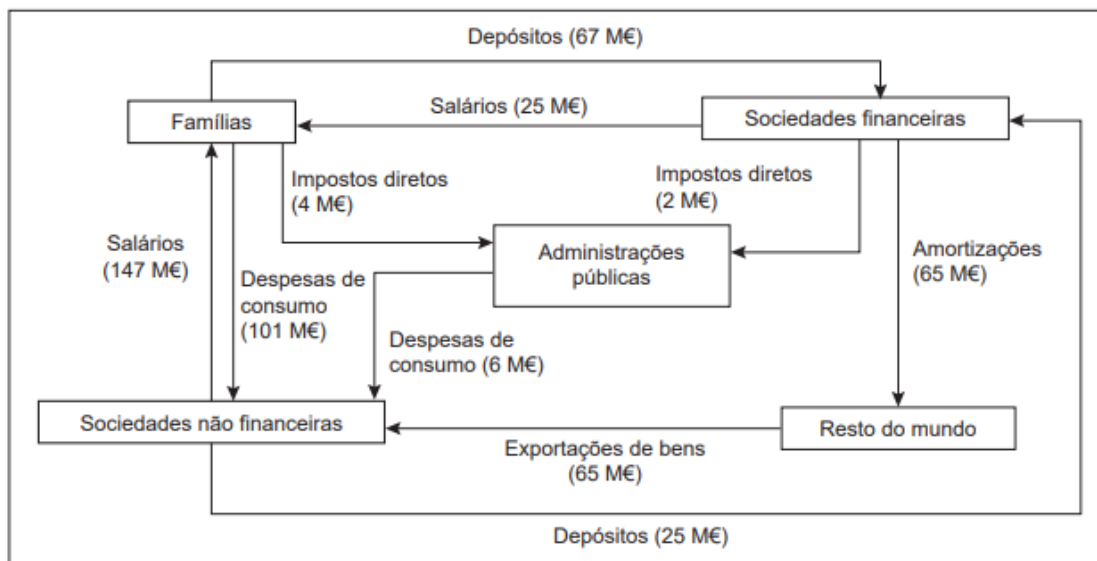 Depósitos (67 M€)
Famílias
Salários (25 M€)
Sociedades financeiras
Impostos diretos
(4 M€)
Impostos diretos
(2 M€)
Salários
(147 M€)
Despesas de
consumo
(101 M€)
Administrações
públicas
Amortizações
(65 M€)
Despesas de
consumo (6 M€)
Sociedades não financeiras
Exportações de bens
(65 M€)
Resto do mundo
Depósitos (25 M€)